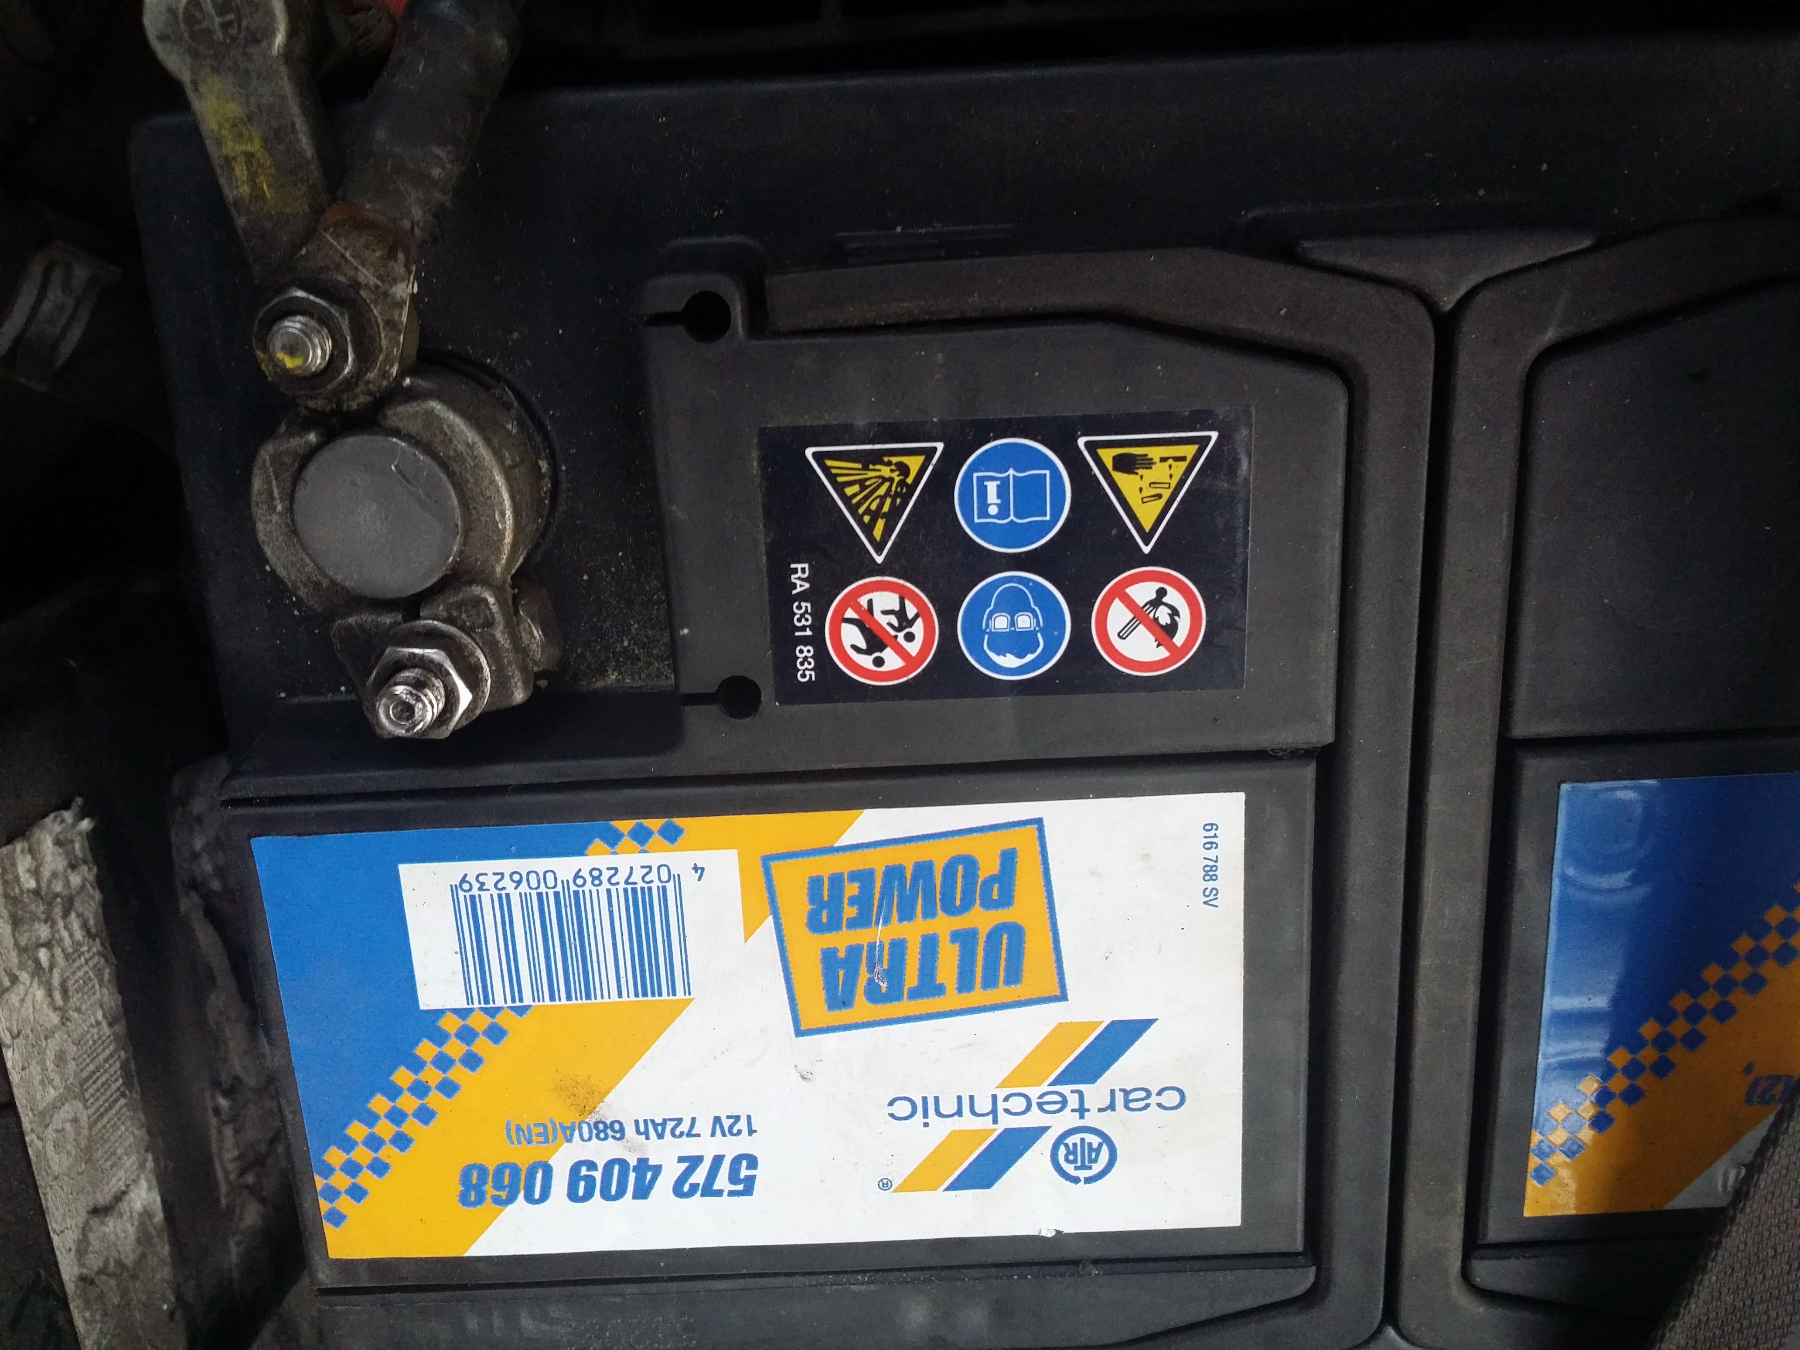 RA 531 835
616 788 SV
572 409 068
12V 72Ah 680A(EN)
ATR
®
cartechnic
ULTRA
POWER
4 027289 006239